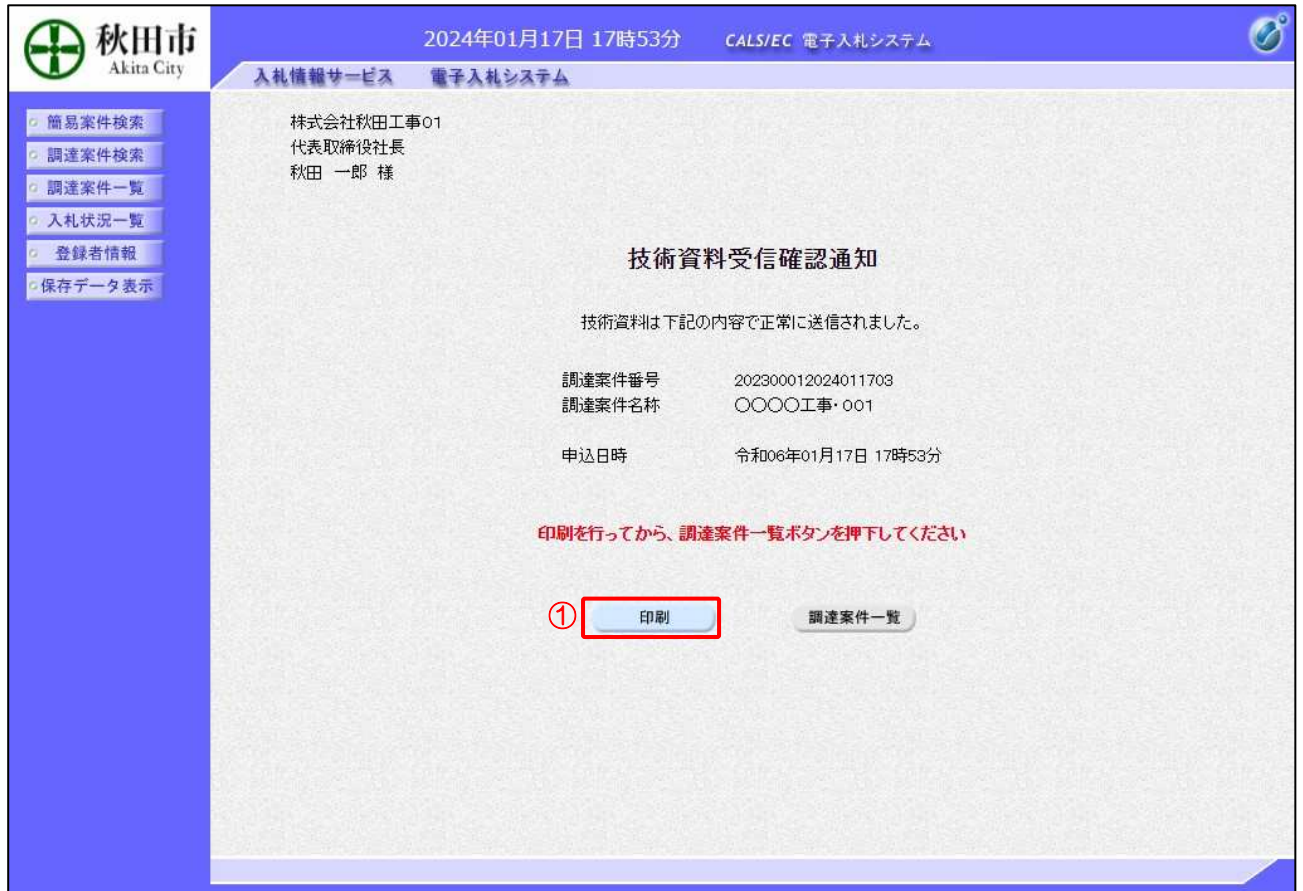 秋田市
Akita City
2024年01月17日 17時53分 CALS/EC 電子入札システム
入札情報サービス 電子入札システム
簡易案件検索
調達案件検索
調達案件一覧
入札状況一覧
登録者情報
保存データ表示
株式会社秋田工事01
代表取締役社長
秋田 一郎 様
技術資料受信確認通知
技術資料は下記の内容で正常に送信されました。
調達案件番号 202300012024011703
調達案件名称 〇〇〇〇工事・001
申込日時 令和06年01月17日 17時53分
印刷を行ってから、調達案件一覧ボタンを押下してください
① 印刷 調達案件一覧